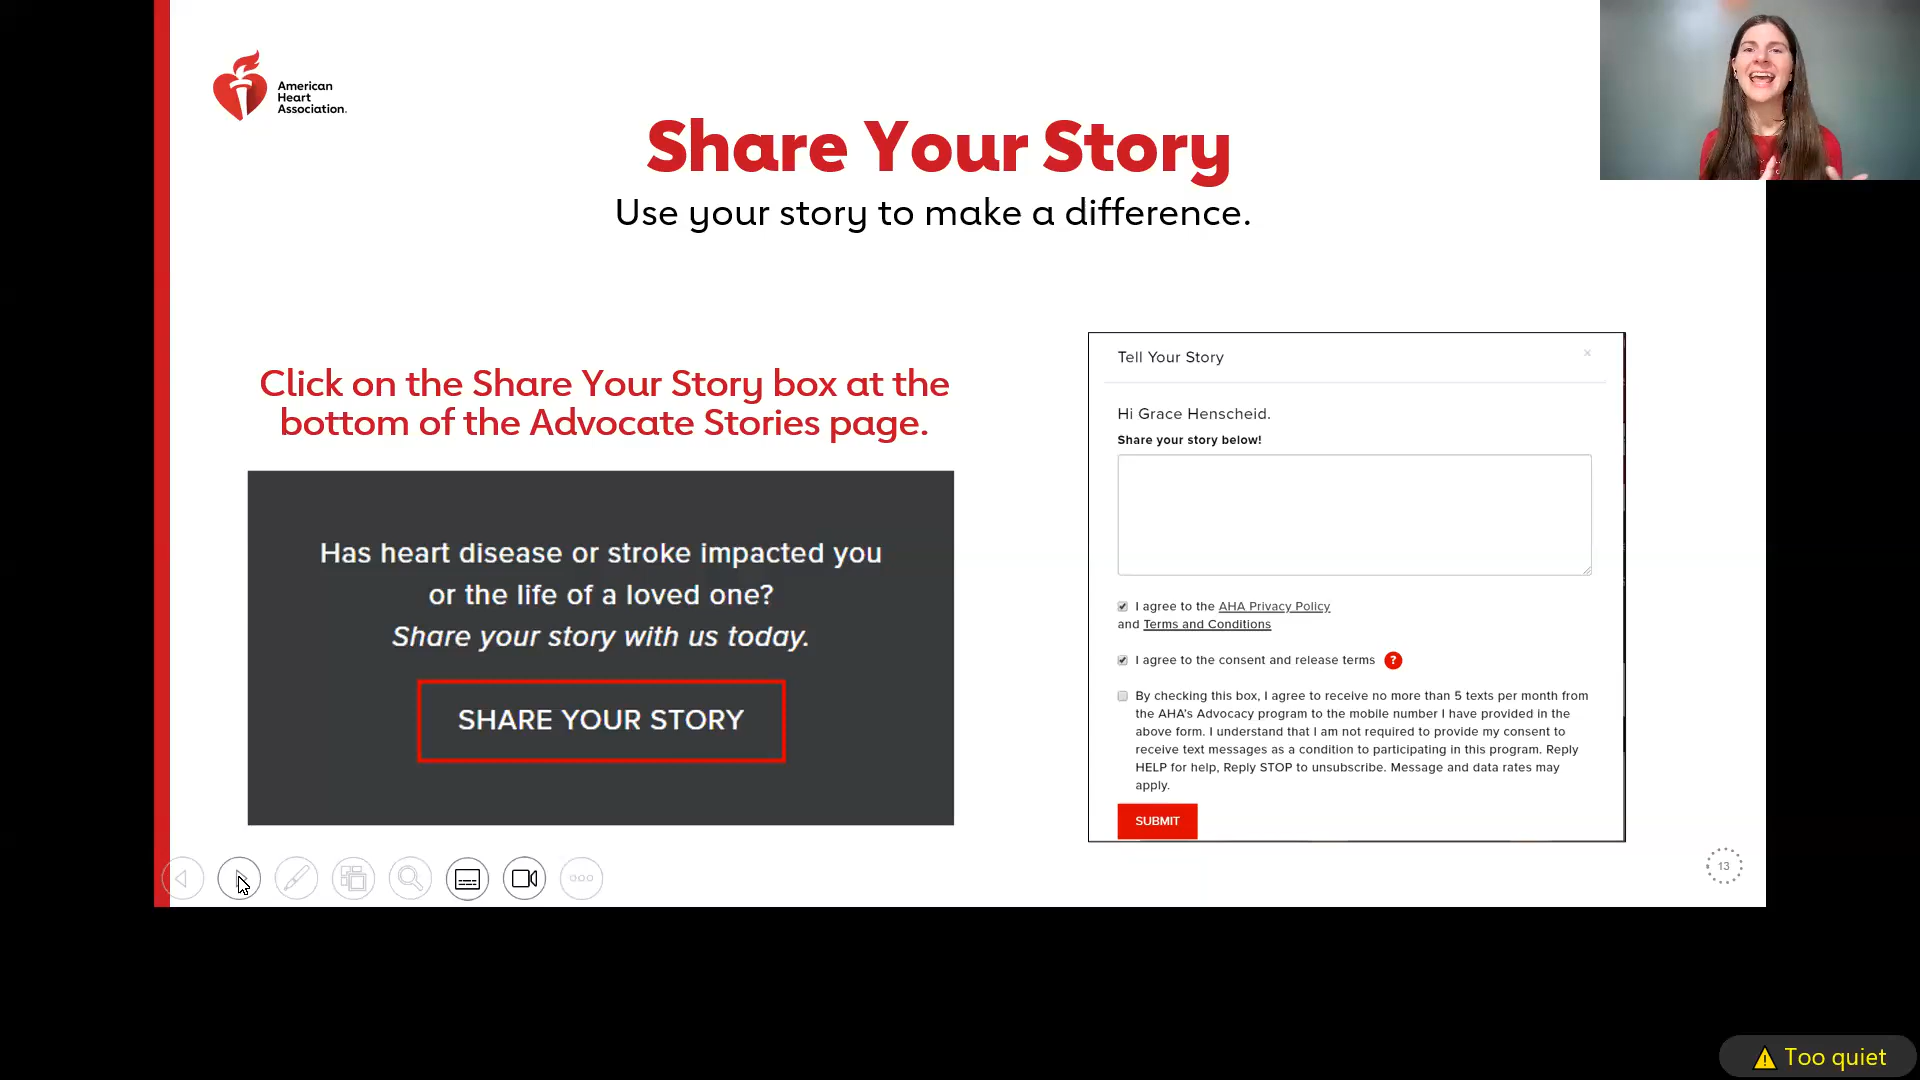 American
Heart
Association.
Share Your Story
Use your story to make a difference.
Click on the Share Your Story box at the
bottom of the Advocate Stories page.
Has heart disease or stroke impacted you
or the life of a loved one?
Share your story with us today.
SHARE YOUR STORY
Tell Your Story
×
Hi Grace Henscheid.
Share your story below!
I agree to the AHA Privacy Policy
and Terms and Conditions
I agree to the consent and release terms ?
By checking this box, I agree to receive no more than 5 texts per month from
the AHA's Advocacy program to the mobile number I have provided in the
above form. I understand that I am not required to provide my consent to
receive text messages as a condition to participating in this program. Reply
HELP for help, Reply STOP to unsubscribe. Message and data rates may
apply.
SUBMIT
13
Too quiet